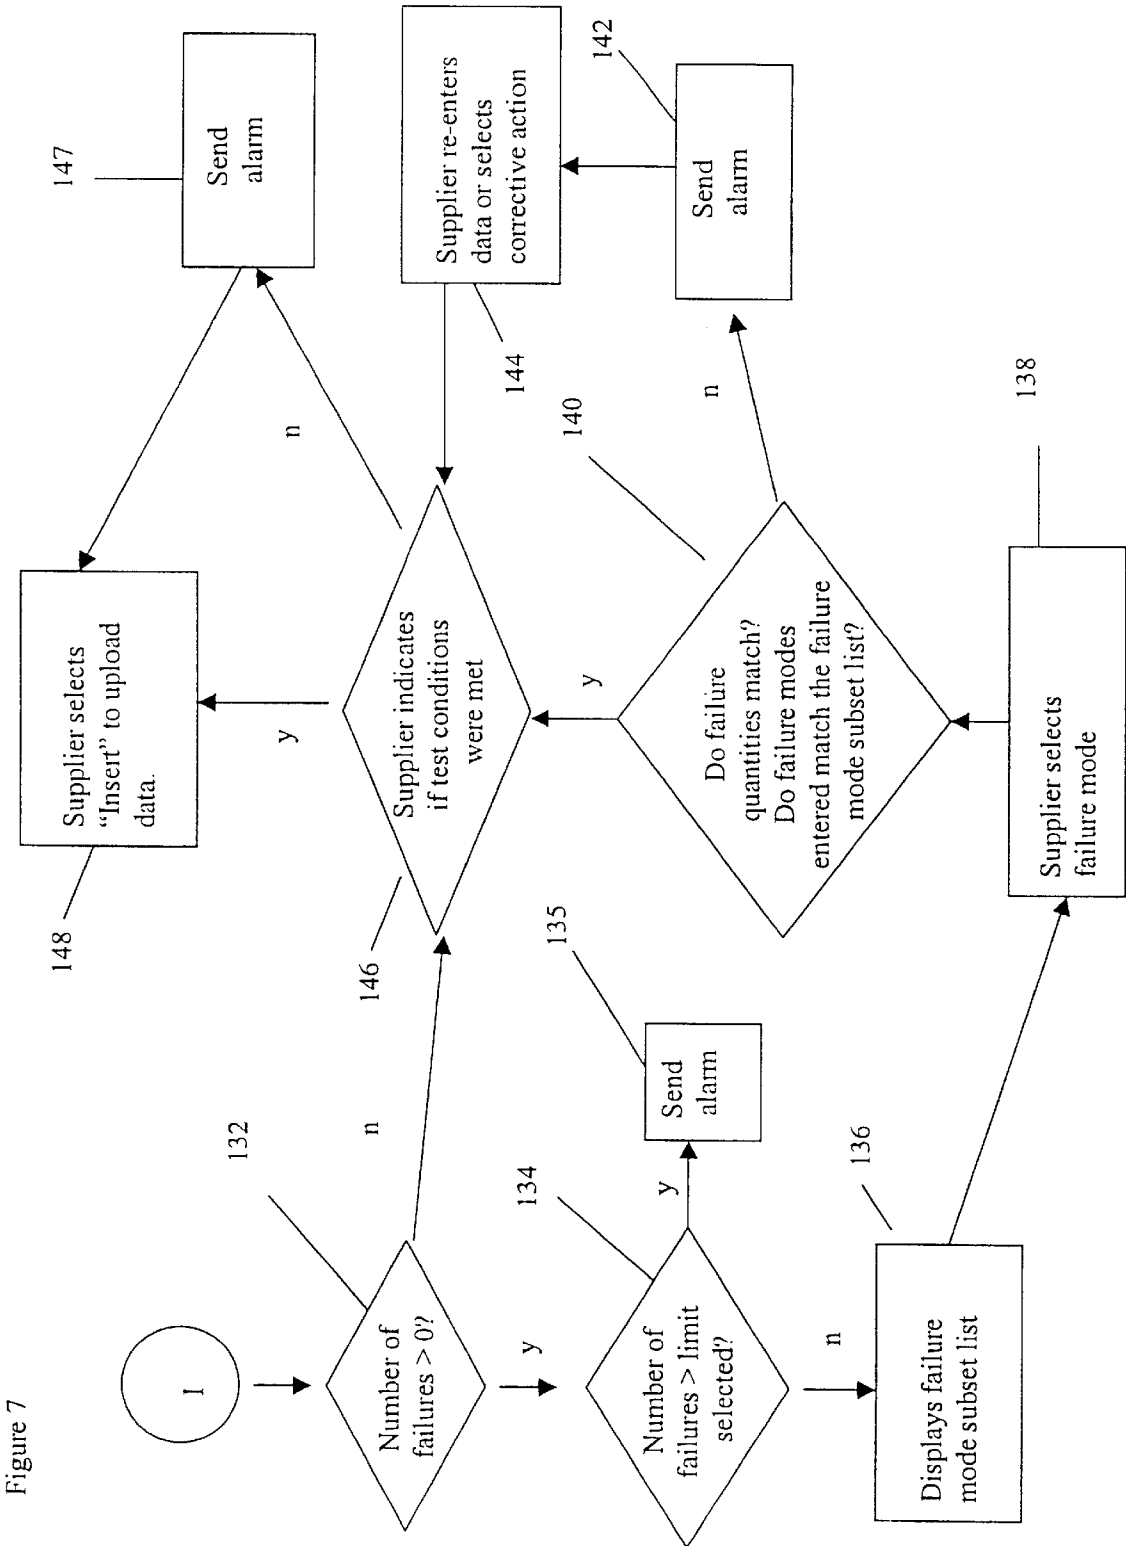 Figure 7
1
Number of
failures > 0?
132
y
n
Number of
failures > limit
selected?
134
y
Send
alarm
135
n
Displays failure
mode subset list
136
Supplier selects
failure mode
138
Do failure
quantities match?
Do failure modes
entered match the failure
mode subset list?
140
n
Send
alarm
142
Supplier re-enters
data or selects
corrective action
144
y
Supplier indicates
if test conditions
were met
146
n
Send
alarm
147
y
Supplier selects
“Insert” to upload
data.
148